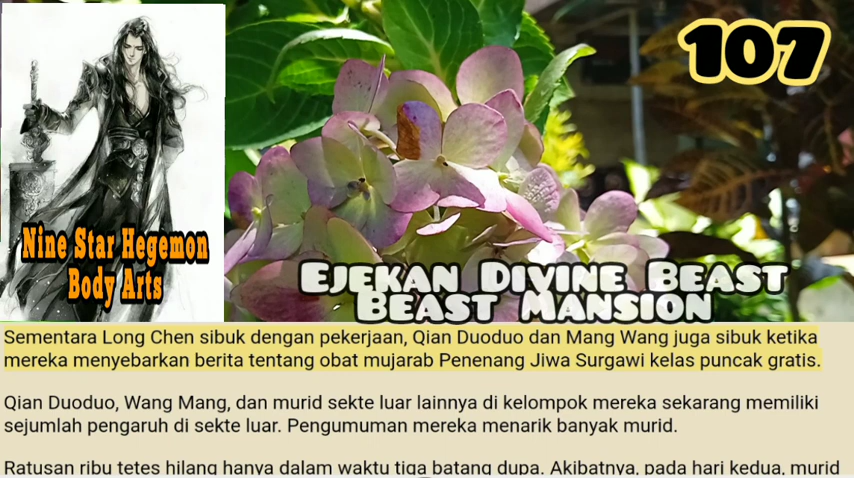 107
Nine Star Hegemon
Body Arts
Ejekan Divine Beast
Beast Mansion
Sementara Long Chen sibuk dengan pekerjaan, Qian Duoduo dan Mang Wang juga sibuk ketika
mereka menyebarkan berita tentang obat mujarab Penenang Jiwa Surgawi kelas puncak gratis.
Qian Duoduo, Wang Mang, dan murid sekte luar lainnya di kelompok mereka sekarang memiliki
sejumlah pengaruh di sekte luar. Pengumuman mereka menarik banyak murid.
Ratusan ribu tetes hilang hanya dalam waktu tiga batang dupa. Akibatnya, pada hari kedua, murid